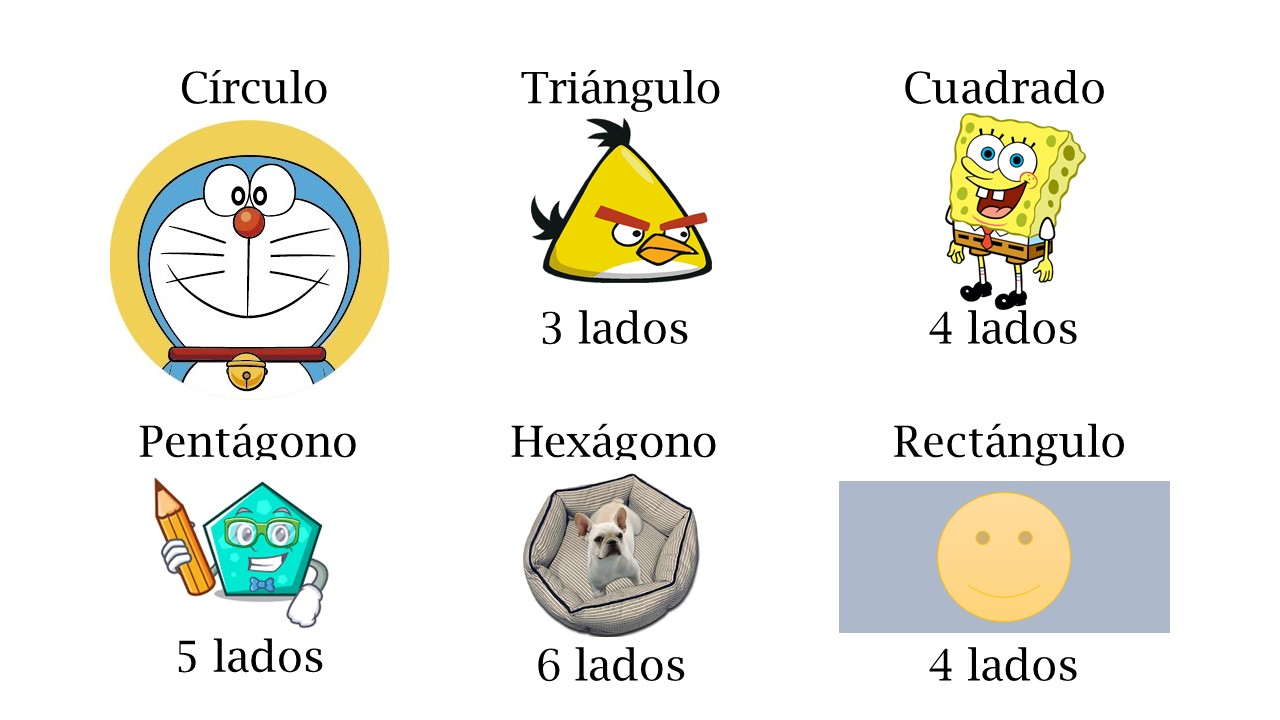 Círculo
Triángulo
Cuadrado
3 lados
4 lados
Pentágono
Hexágono
Rectángulo
5 lados
6 lados
4 lados